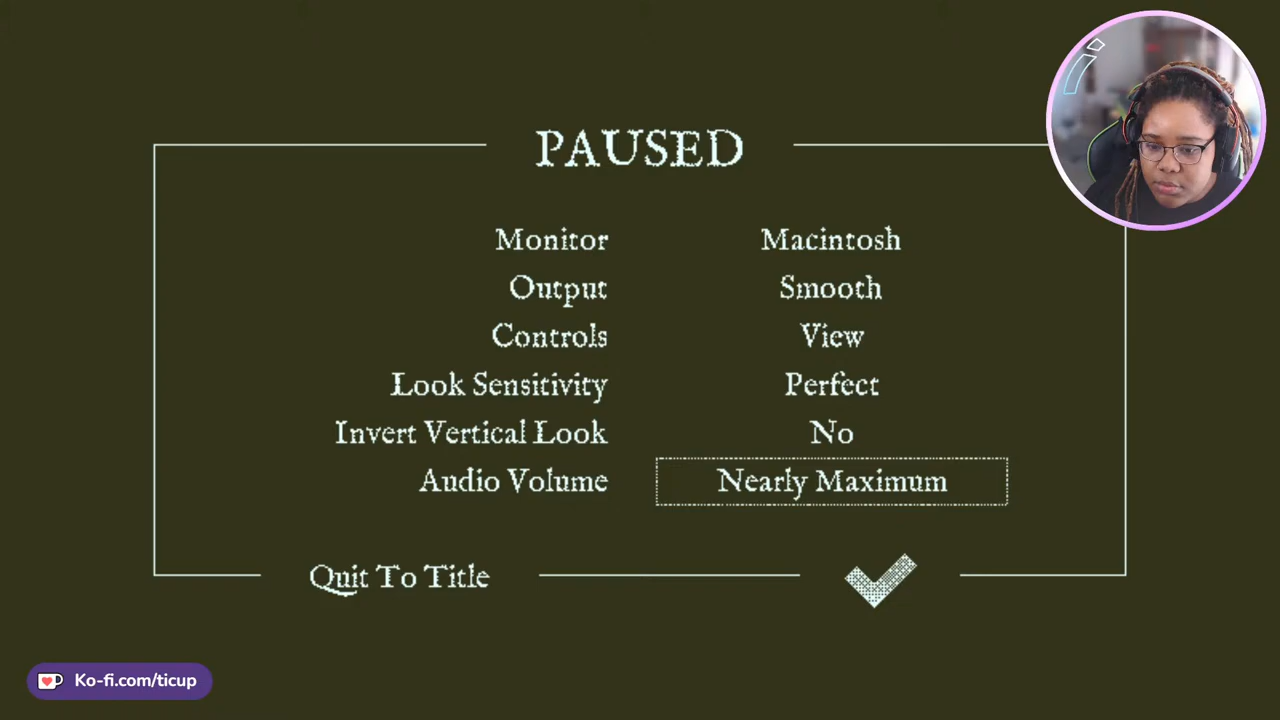 PAUSED
Monitor Macintosh
Output Smooth
Controls View
Look Sensitivity Perfect
Invert Vertical Look No
Audio Volume Nearly Maximum
Quit To Title
Ko-fi.com/ticup